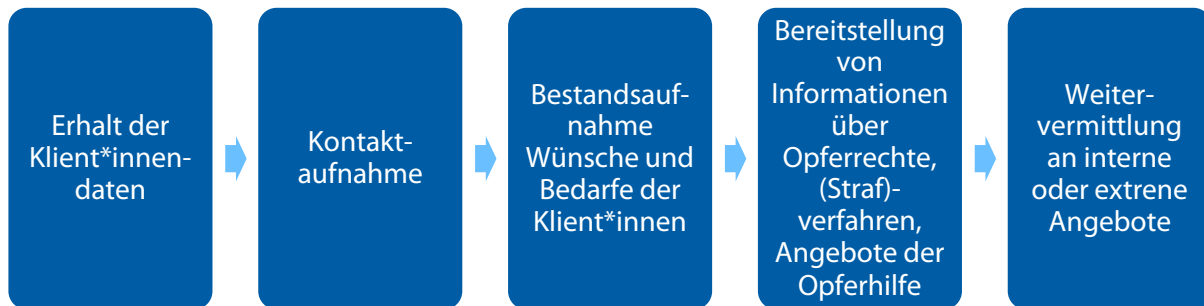 Erhalt der
Klient*innen-
daten
Kontakt-
aufnahme
Bestandsauf-
nahme
Wünsche und
Bedarfe der
Klient*innen
Bereitstellung
von
Informationen
über
Opferrechte,
(Straf)-
verfahren,
Angebote der
Opferhilfe
Weiter-
vermittlung
an interne
oder extrene
Angebote